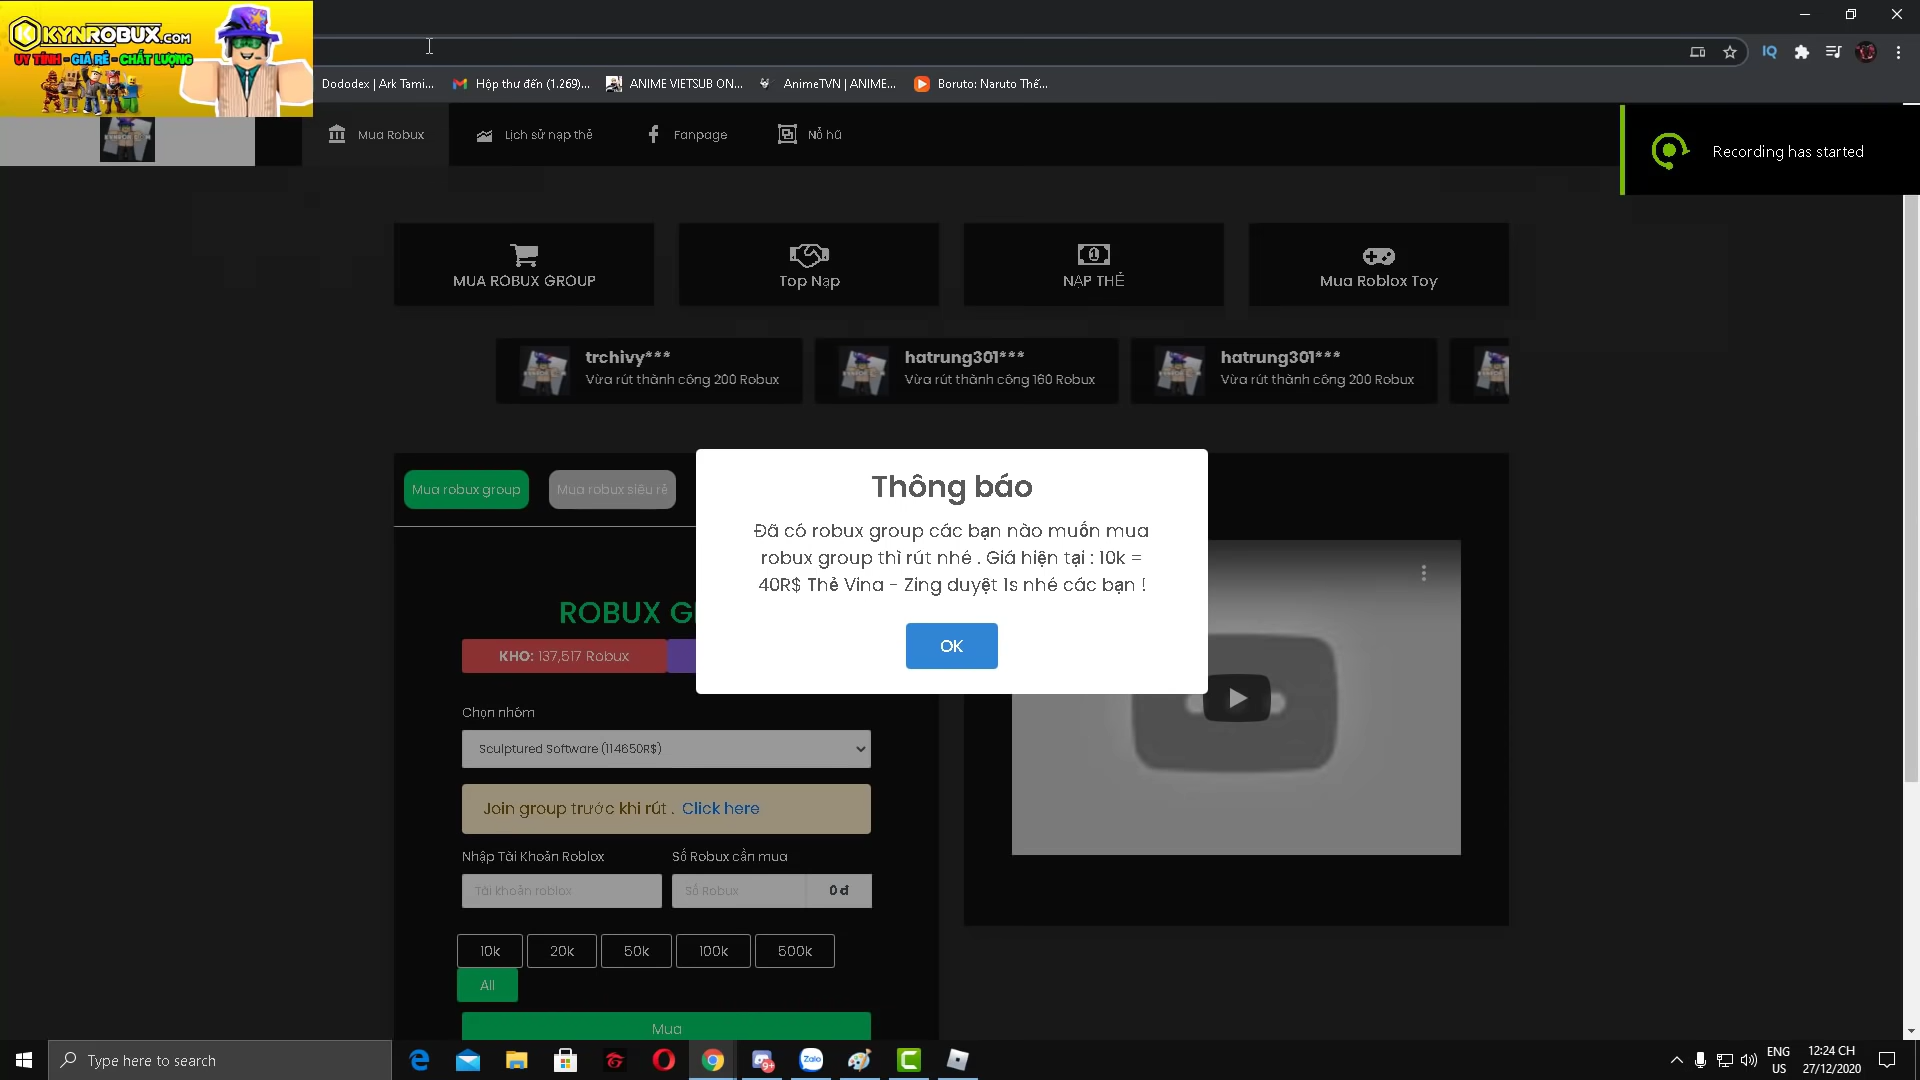 KYNROBUX.COM
UY TÍNH - GIÁ RẺ - CHẤT LƯỢNG
Dododex | Ark Tami...
Hộp thư đến (1.269)...
ANIME VIETSUB ON...
AnimeTVN | ANIME...
Boruto: Naruto Thế...
IQ
Mua Robux
Lịch sử nạp thẻ
Fanpage
Nổ hũ
Recording has started
MUA ROBUX GROUP
Top Nạp
NẠP THẺ
Mua Roblox Toy
trchivy***
Vừa rút thành công 200 Robux
hatrung301***
Vừa rút thành công 160 Robux
hatrung301***
Vừa rút thành công 200 Robux
Mua robux group
Mua robux siêu rẻ
Thông báo
Đã có robux group các bạn nào muốn mua
robux group thì rút nhé . Giá hiện tại : 10k =
40R$ Thẻ Vina - Zing duyệt 1s nhé các bạn !
OK
ROBUX G
KHO: 137,517 Robux
Chọn nhóm
Sculptured Software (114650R$)
Join group trước khi rút . Click here
Nhập Tài Khoản Roblox
Số Robux cần mua
Tài khoản roblox
Số Robux
0 đ
10k
20k
50k
100k
500k
All
Mua
Type here to search
9+
Zalo
ENG
US
12:24 CH
27/12/2020